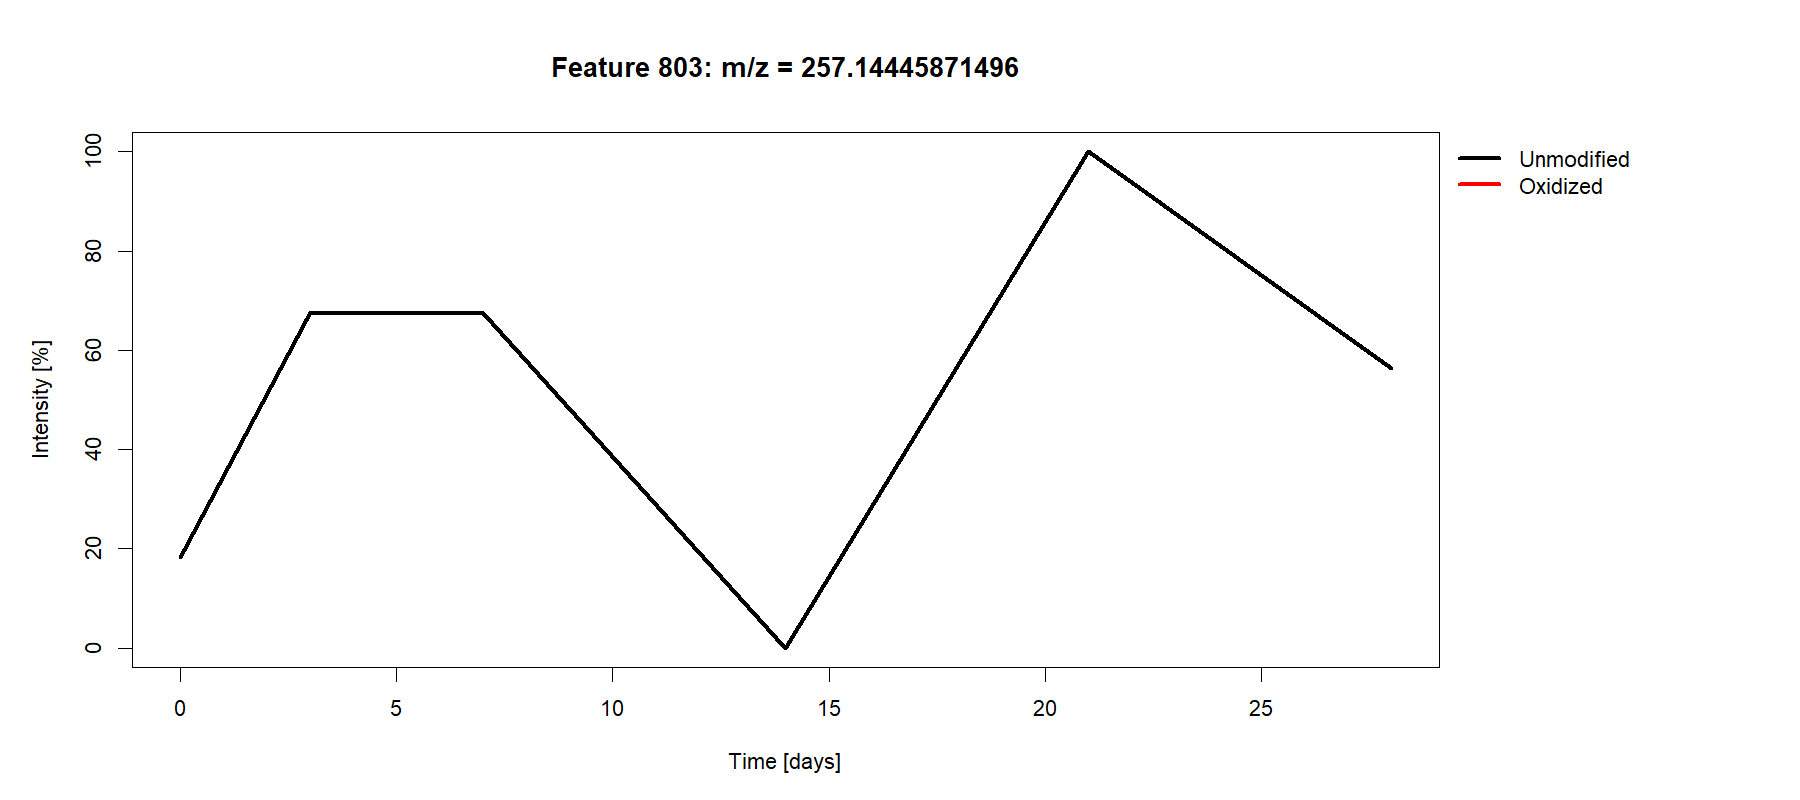 Feature 803: m/z = 257.14445871496
Unmodified
Oxidized
Intensity [%]
100
80
60
40
20
0
0 5 10 15 20 25
Time [days]